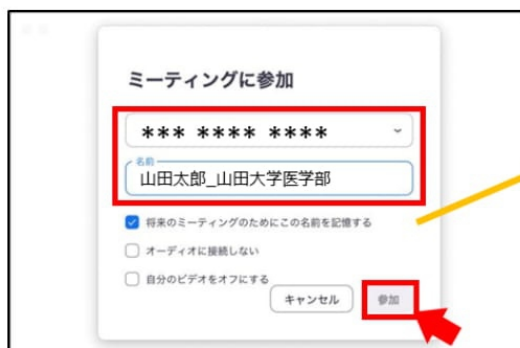 ミーティングに参加
*** **** ****
名前
山田太郎_山田大学医学部
将来のミーティングのためにこの名前を記憶する
オーディオに接続しない
自分のビデオをオフにする
キャンセル 参加